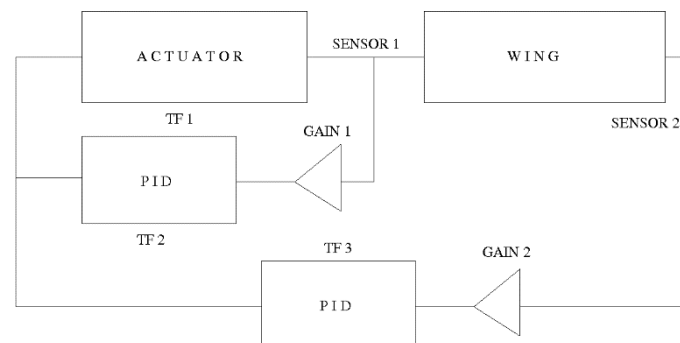 SENSOR 1
ACTUATOR
WING
TF 1
GAIN 1
SENSOR 2
PID
TF 2
TF 3
GAIN 2
PID